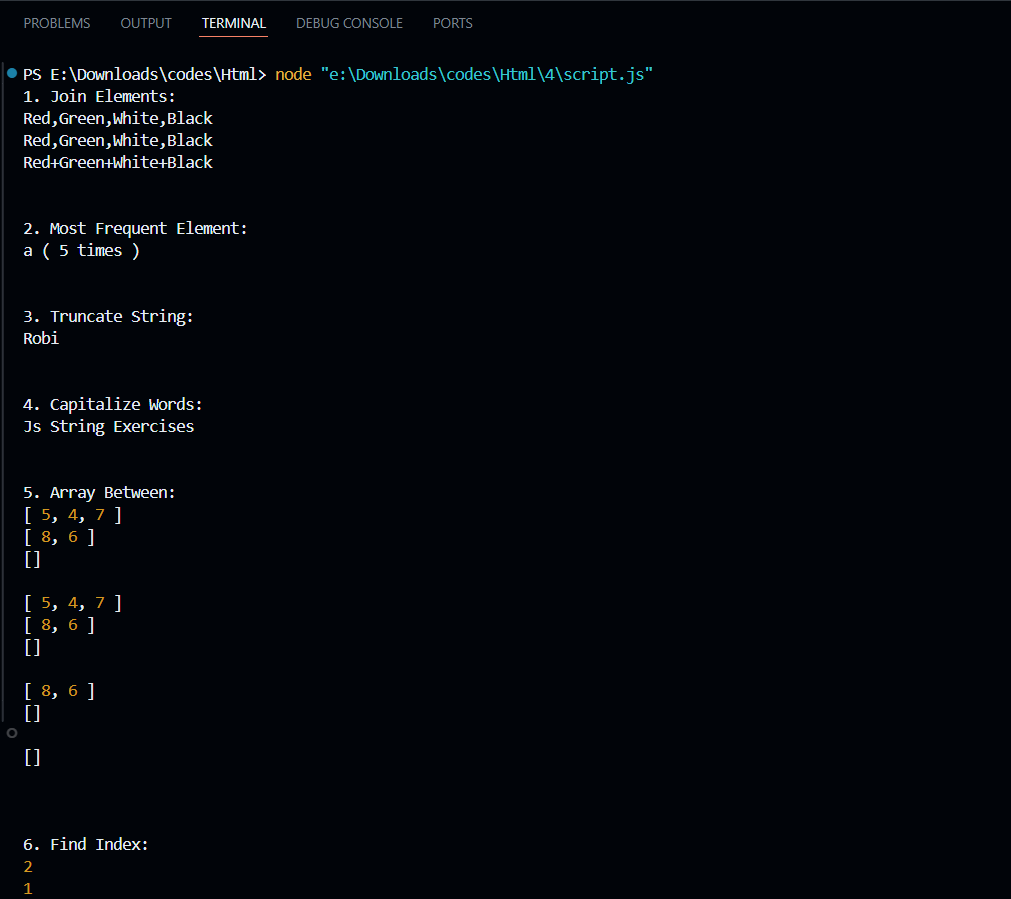 PROBLEMS OUTPUT TERMINAL DEBUG CONSOLE PORTS
PS E:\Downloads\codes\Html> node "e:\Downloads\codes\Html\4\script.js"
1. Join Elements:
Red,Green,White,Black
Red,Green,White,Black
Red+Green+White+Black
2. Most Frequent Element:
a ( 5 times )
3. Truncate String:
Robi
4. Capitalize Words:
Js String Exercises
5. Array Between:
[ 5, 4, 7 ]
[ 8, 6 ]
[]
[ 5, 4, 7 ]
[ 8, 6 ]
[]
[ 8, 6 ]
[]
[]
6. Find Index:
2
1